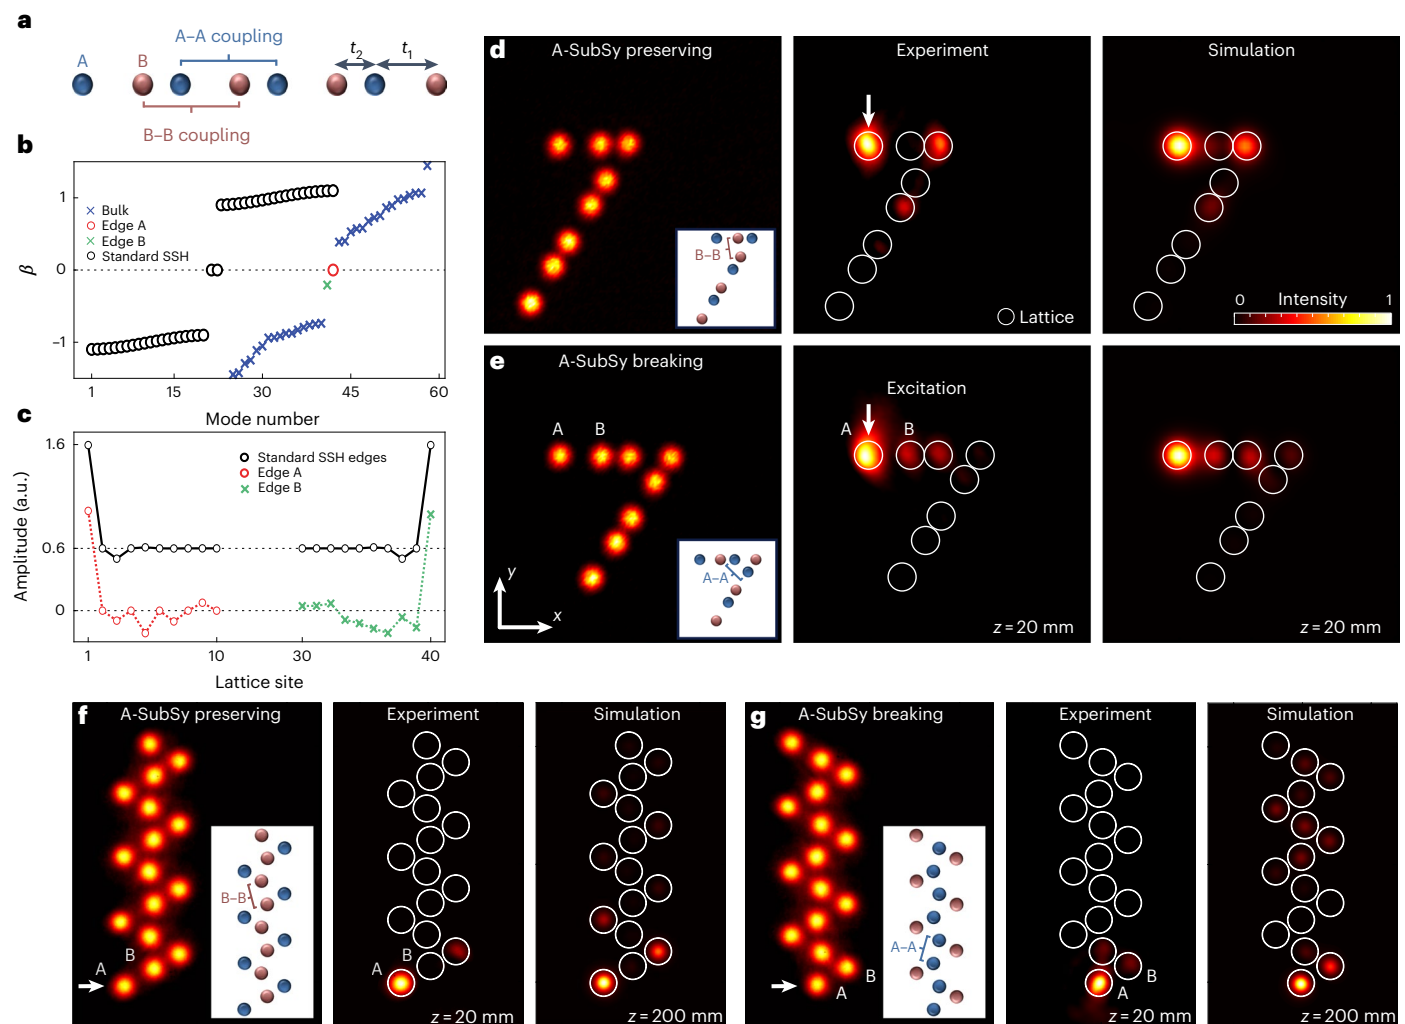 a
A–A coupling
A
B
t2
t1
B–B coupling
b
1
0
−1
β
Bulk
Edge A
Edge B
Standard SSH
1
15
30
45
60
Mode number
c
1.6
0.6
0
Amplitude (a.u.)
Standard SSH edges
Edge A
Edge B
1
10
30
40
Lattice site
d
A-SubSy preserving
B–B
Experiment
Lattice
Simulation
0 Intensity 1
e
A-SubSy breaking
A
B
A–A
y
x
Excitation
A
B
z = 20 mm
z = 20 mm
f
A-SubSy preserving
B–B
B
A
Experiment
B
A
z = 20 mm
Simulation
z = 200 mm
g
A-SubSy breaking
A–A
B
A
Experiment
B
A
z = 20 mm
Simulation
z = 200 mm